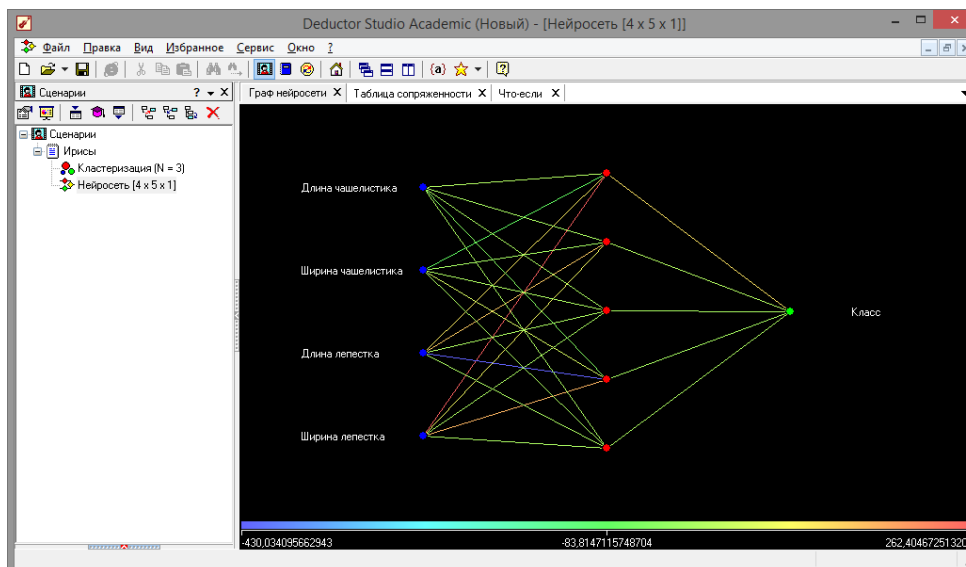 Deductor Studio Academic (Новый) - [Нейросеть [4 x 5 x 1]]
Файл Правка Вид Избранное Сервис Окно ?
Сценарии
Граф нейросети X Таблица сопряженности X Что-если X
Сценарии
Ирисы
Кластеризация (N = 3)
Нейросеть [4 x 5 x 1]
Длина чашелистика
Ширина чашелистика
Длина лепестка
Ширина лепестка
Класс
-430,034095662943 -83,8147115748704 262,40467251320